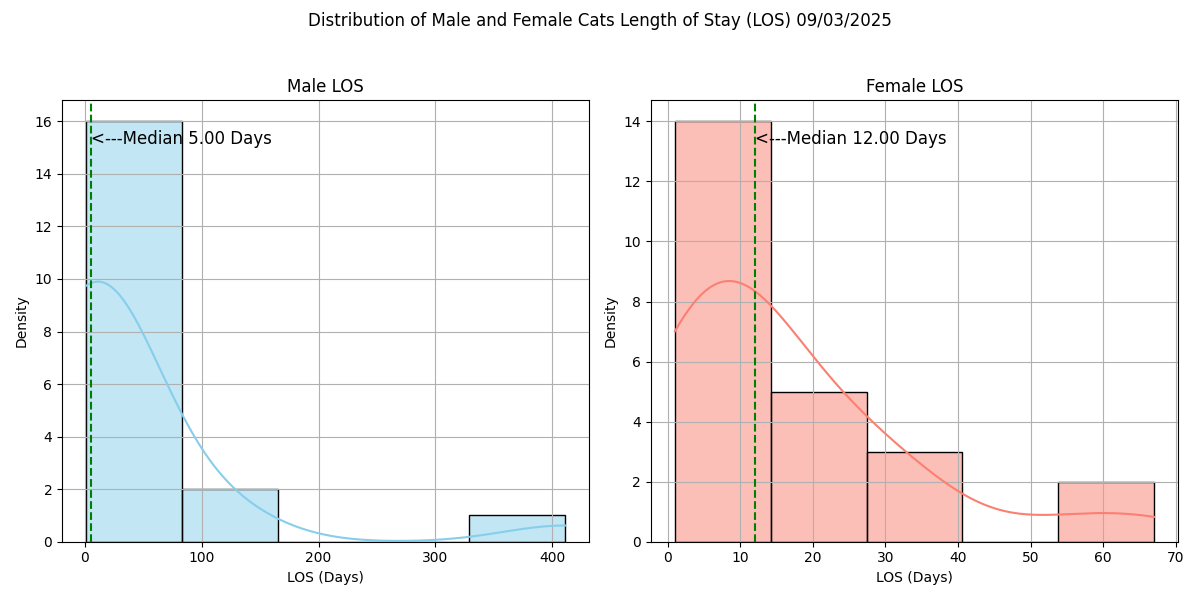 Distribution of Male and Female Cats Length of Stay (LOS) 09/03/2025
Male LOS
16
14
12
10
8
6
4
2
0
Density
<---Median 5.00 Days
0 100 200 300 400
LOS (Days)
Female LOS
14
12
10
8
6
4
2
0
Density
<---Median 12.00 Days
0 10 20 30 40 50 60 70
LOS (Days)